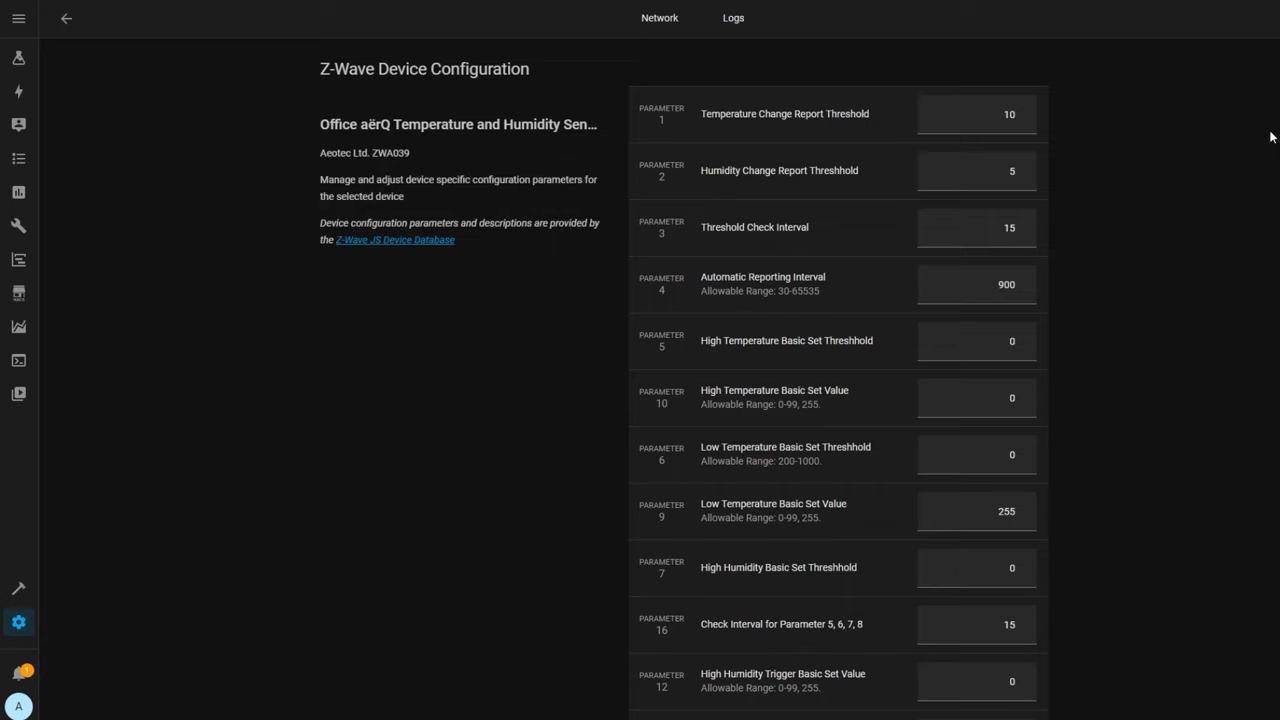 Network
Logs
Z-Wave Device Configuration
Office aërQ Temperature and Humidity Sen...
Aeotec Ltd. ZWA039
Manage and adjust device specific configuration parameters for
the selected device
Device configuration parameters and descriptions are provided by
the Z-Wave JS Device Database
PARAMETER
1
Temperature Change Report Threshold
10
PARAMETER
2
Humidity Change Report Threshhold
5
PARAMETER
3
Threshold Check Interval
15
PARAMETER
4
Automatic Reporting Interval
Allowable Range: 30-65535
900
PARAMETER
5
High Temperature Basic Set Threshhold
0
PARAMETER
10
High Temperature Basic Set Value
Allowable Range: 0-99, 255.
0
PARAMETER
6
Low Temperature Basic Set Threshhold
Allowable Range: 200-1000.
0
PARAMETER
9
Low Temperature Basic Set Value
Allowable Range: 0-99, 255.
255
PARAMETER
7
High Humidity Basic Set Threshhold
0
PARAMETER
16
Check Interval for Parameter 5, 6, 7, 8
15
PARAMETER
12
High Humidity Trigger Basic Set Value
Allowable Range: 0-99, 255.
0
1
A